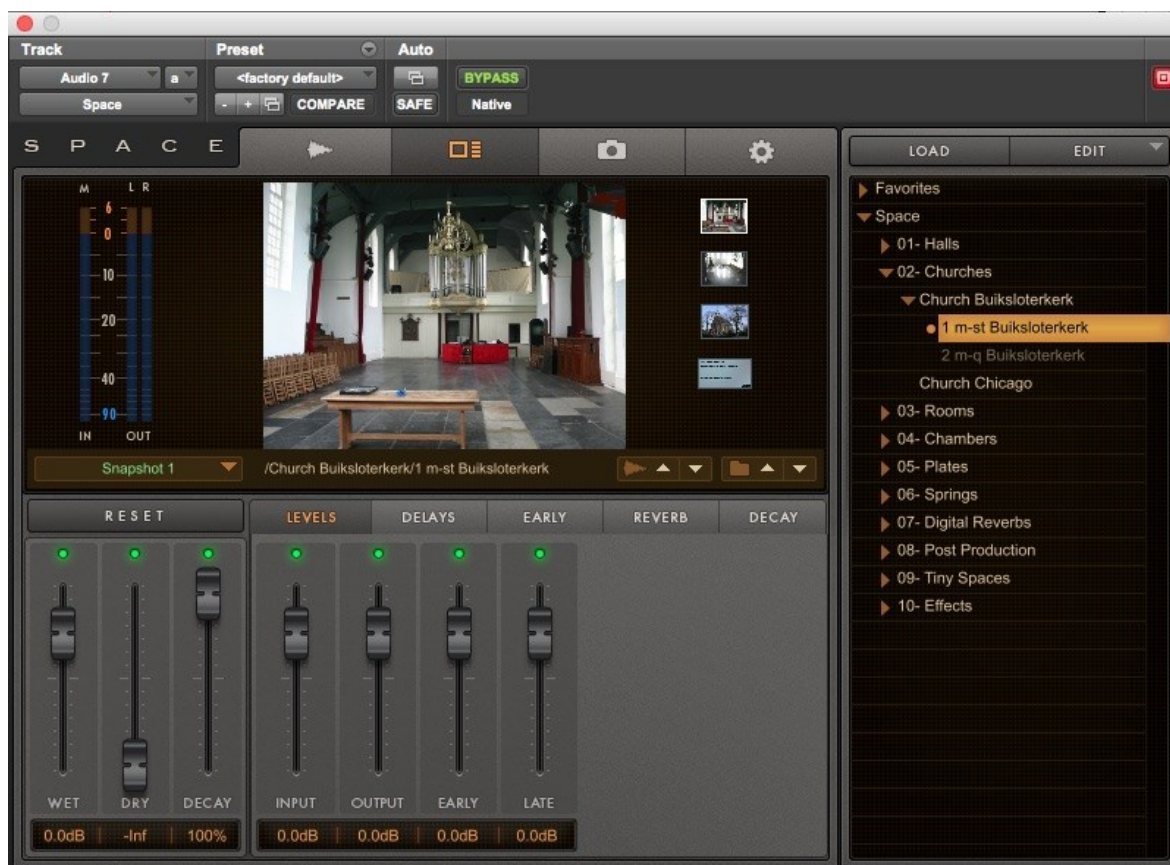 Track
Preset
Auto
Audio 7
a
<factory default>
BYPASS
Space
- +
COMPARE
SAFE
Native
S P A C E
LOAD
EDIT
M
L R
6
0
10
20
40
90
IN
OUT
Snapshot 1
/Church Buiksloterkerk/1 m-st Buiksloterkerk
Favorites
Space
01- Halls
02- Churches
Church Buiksloterkerk
1 m-st Buiksloterkerk
2 m-q Buiksloterkerk
Church Chicago
03- Rooms
04- Chambers
05- Plates
06- Springs
07- Digital Reverbs
08- Post Production
09- Tiny Spaces
10- Effects
RESET
LEVELS
DELAYS
EARLY
REVERB
DECAY
WET
DRY
DECAY
INPUT
OUTPUT
EARLY
LATE
0.0dB
-Inf
100%
0.0dB
0.0dB
0.0dB
0.0dB